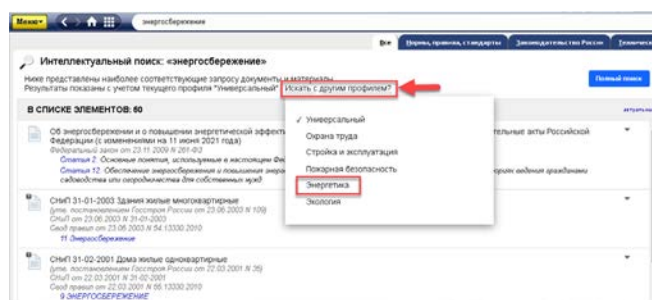 Меню
энергосбережение
Все Нормы, правила, стандарты Законодательство России
Интеллектуальный поиск: «энергосбережение»
Ниже представлены наиболее соответствующие запросу документы и материалы.
Результаты показаны с учетом текущего профиля "Универсальный" Искать с другим профилем?
Полный поиск
В СПИСКЕ ЭЛЕМЕНТОВ: 60
✓ Универсальный
Охрана труда
Стройка и эксплуатация
Пожарная безопасность
Энергетика
Экология
Об энергосбережении и о повышении энергетической эффекти тельные акты Российской
Федерации (с изменениями на 11 июня 2021 года)
Федеральный закон от 23.11.2009 N 261-ФЗ
Статья 2. Основные понятия, используемые в настоящем Фе
Статья 12. Обеспечение энергосбережения и повышения энерг ориях ведения гражданами
садоводства или огородничества для собственных нужд
СНиП 31-01-2003 Здания жилые многоквартирные
(утв. постановлением Госстроя России от 23.06.2003 N 109)
СНиП от 23.06.2003 N 31-01-2003
Свод правил от 23.06.2003 N 54.13330.2010
11 Энергосбережение
СНиП 31-02-2001 Дома жилые одноквартирные
(утв. постановлением Госстроя России от 22.03.2001 N 35)
СНиП от 22.03.2001 N 31-02-2001
Свод правил от 22.03.2001 N 55.13330.2010
9 ЭНЕРГОСБЕРЕЖЕНИЕ